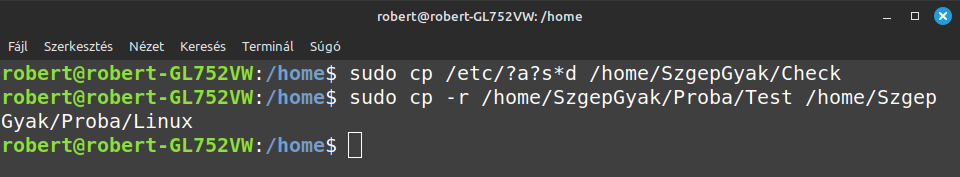 robert@robert-GL752VW: /home
Fájl Szerkesztés Nézet Keresés Terminál Súgó
robert@robert-GL752VW:/home$ sudo cp /etc/?a?s*d /home/SzgepGyak/Check
robert@robert-GL752VW:/home$ sudo cp -r /home/SzgepGyak/Proba/Test /home/Szgep
Gyak/Proba/Linux
robert@robert-GL752VW:/home$